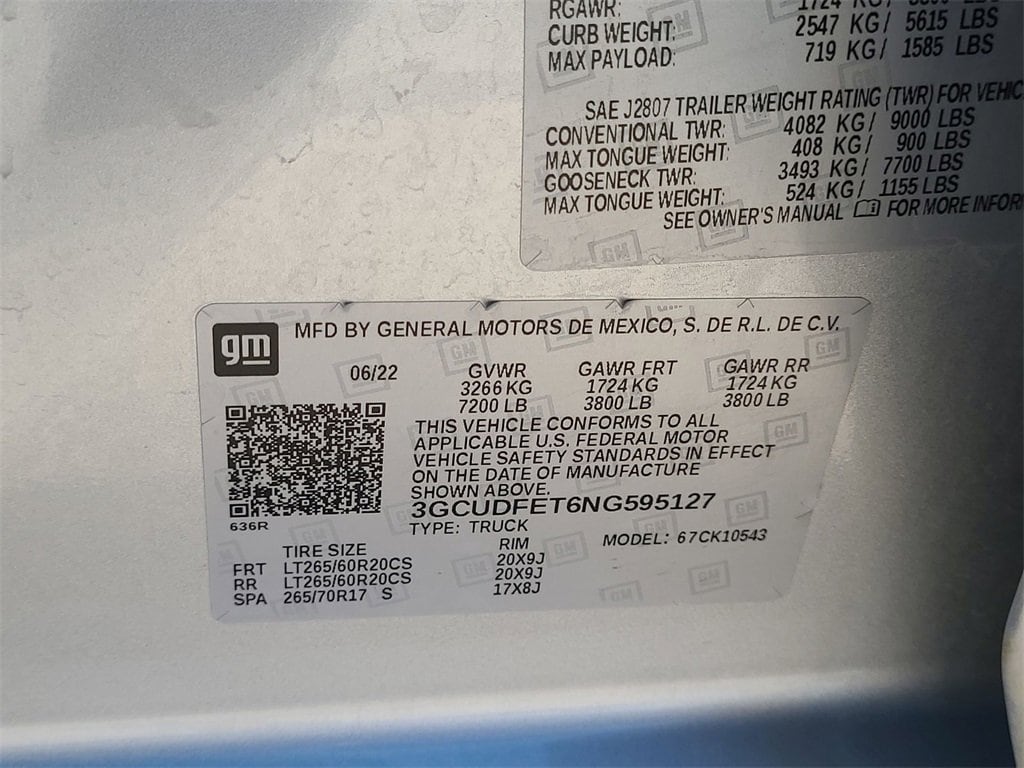 RGAWR: 1724 KG/ 3800 LBS
CURB WEIGHT: 2547 KG/ 5615 LBS
MAX PAYLOAD: 719 KG/ 1585 LBS
SAE J2807 TRAILER WEIGHT RATING (TWR) FOR
CONVENTIONAL TWR: 4082 KG/ 9000 LBS
MAX TONGUE WEIGHT: 408 KG/ 900 LBS
GOOSENECK TWR: 3493 KG/ 7700 LBS
MAX TONGUE WEIGHT: 524 KG/ 1155 LBS
SEE OWNER'S MANUAL FOR MORE
gm
MFD BY GENERAL MOTORS DE MEXICO, S. DE R.L. DE C.V.
06/22 GVWR GAWR FRT GAWR RR
3266 KG 1724 KG 1724 KG
7200 LB 3800 LB 3800 LB
THIS VEHICLE CONFORMS TO ALL
APPLICABLE U.S. FEDERAL MOTOR
VEHICLE SAFETY STANDARDS IN EFFECT
ON THE DATE OF MANUFACTURE
SHOWN ABOVE.
3GCUDFET6NG595127
636R
TYPE: TRUCK MODEL: 67CK10543
TIRE SIZE RIM
FRT LT265/60R20CS 20X9J
RR LT265/60R20CS 20X9J
SPA 265/70R17 S 17X8J